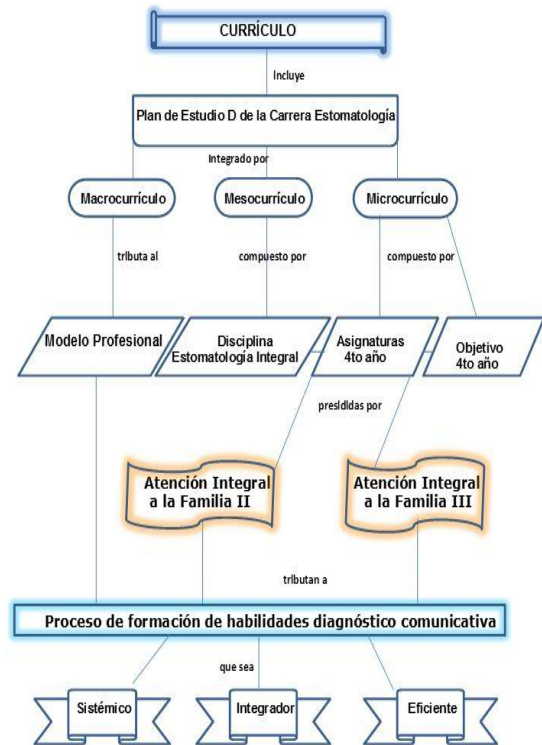 CURRÍCULO
Incluye
Plan de Estudio D de la Carrera Estomatología
Integrado por
Macrocurrículo
Mesocurrículo
Microcurrículo
tributa al
compuesto por
compuesto por
Modelo Profesional
Disciplina
Estomatología Integral
Asignaturas
4to año
Objetivo
4to año
presididas por
Atención Integral
a la Familia II
Atención Integral
a la Familia III
tributan a
Proceso de formación de habilidades diagnóstico comunicativa
que sea
Sistémico
Integrador
Eficiente